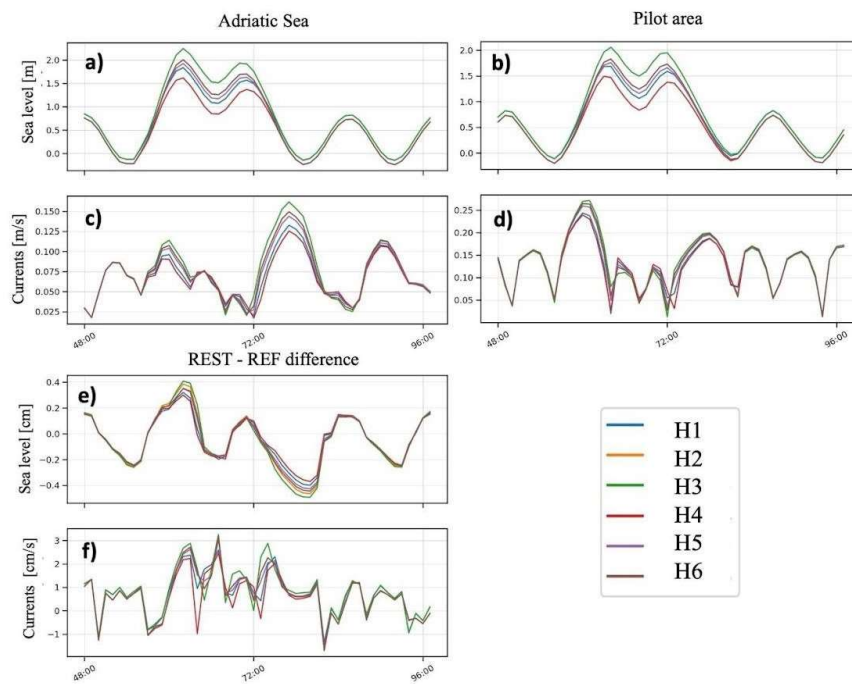 Adriatic Sea
Pilot area
a)
b)
Sea level [m]
2.0
1.5
1.0
0.5
0.0
2.0
1.5
1.0
0.5
0.0
c)
d)
Currents [m/s]
0.150
0.125
0.100
0.075
0.050
0.025
0.25
0.20
0.15
0.10
0.05
48:00
72:00
96:00
48:00
72:00
96:00
REST - REF difference
e)
Sea level [cm]
0.4
0.2
0.0
−0.2
−0.4
f)
Currents [cm/s]
3
2
1
0
−1
48:00
72:00
96:00
H1
H2
H3
H4
H5
H6